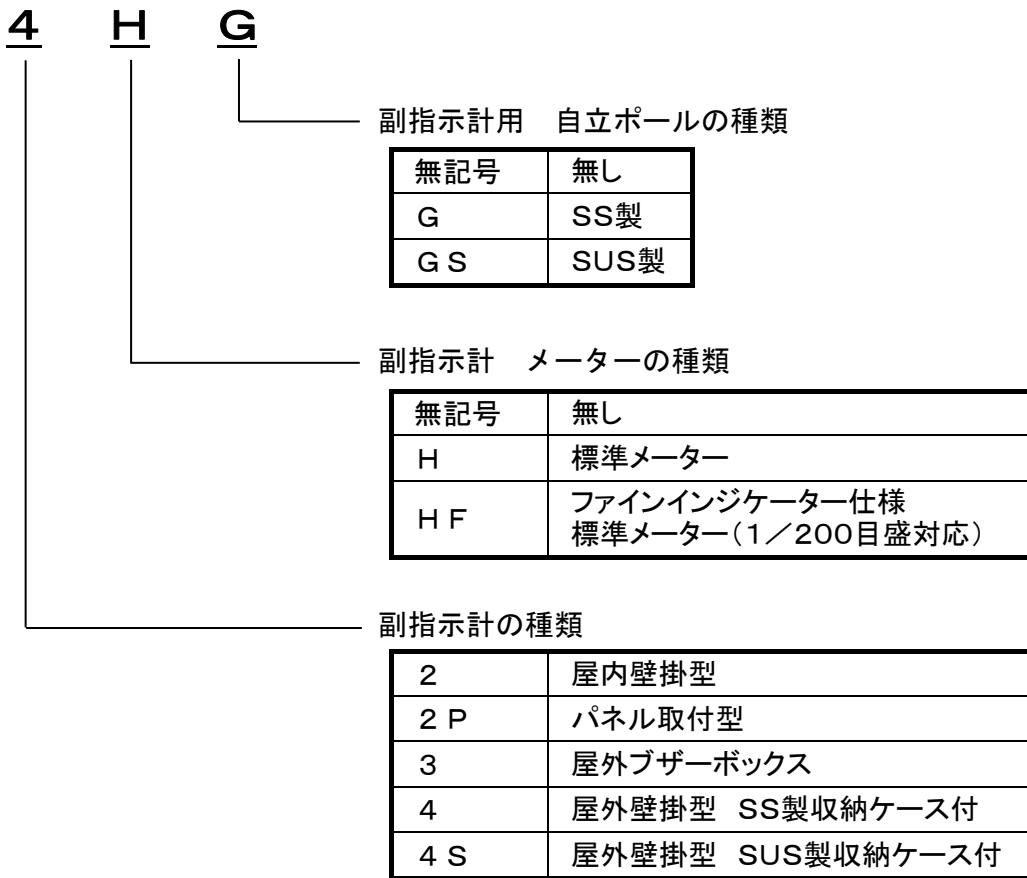 4 H G
副指示計用 自立ポールの種類
無記号 無し
G SS製
GS SUS製
副指示計 メーターの種類
無記号 無し
H 標準メーター
HF ファインインジケーター仕様
標準メーター(1/200目盛対応)
副指示計の種類
2 屋内壁掛型
2P パネル取付型
3 屋外ブザーボックス
4 屋外壁掛型 SS製収納ケース付
4S 屋外壁掛型 SUS製収納ケース付